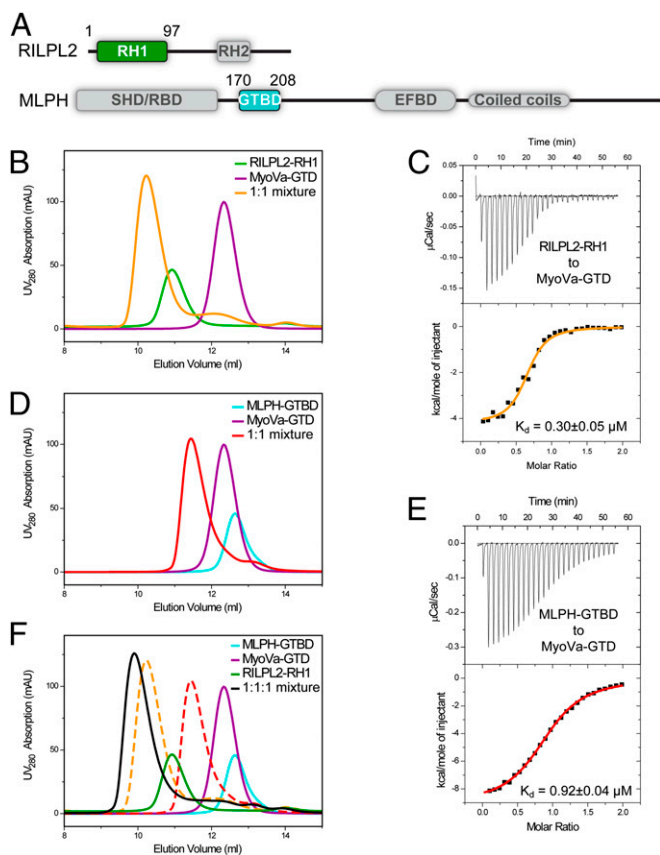 A
1 97
RILPL2 RH1 RH2
170 208
MLPH SHD/RBD GTBD EFBD Coiled coils
B
RILPL2-RH1
MyoVa-GTD
1:1 mixture
UV280 Absorption (mAU)
100
50
0
8 10 12 14
Elution Volume (ml)
C
Time (min)
0 10 20 30 40 50 60
0.05
0.00
-0.05
-0.10
-0.15
µCal/sec
RILPL2-RH1
to
MyoVa-GTD
0
-2
-4
kcal/mole of injectant
Kd = 0.30±0.05 µM
0.0 0.5 1.0 1.5 2.0
Molar Ratio
D
MLPH-GTBD
MyoVa-GTD
1:1 mixture
UV280 Absorption (mAU)
100
50
0
8 10 12 14
Elution Volume (ml)
E
Time (min)
0 10 20 30 40 50 60
0.0
-0.1
-0.2
-0.3
µCal/sec
MLPH-GTBD
to
MyoVa-GTD
0
-2
-4
-6
-8
kcal/mole of injectant
Kd = 0.92±0.04 µM
0.0 0.5 1.0 1.5 2.0
Molar Ratio
F
MLPH-GTBD
MyoVa-GTD
RILPL2-RH1
1:1:1 mixture
UV280 Absorption (mAU)
100
50
0
8 10 12 14
Elution Volume (ml)